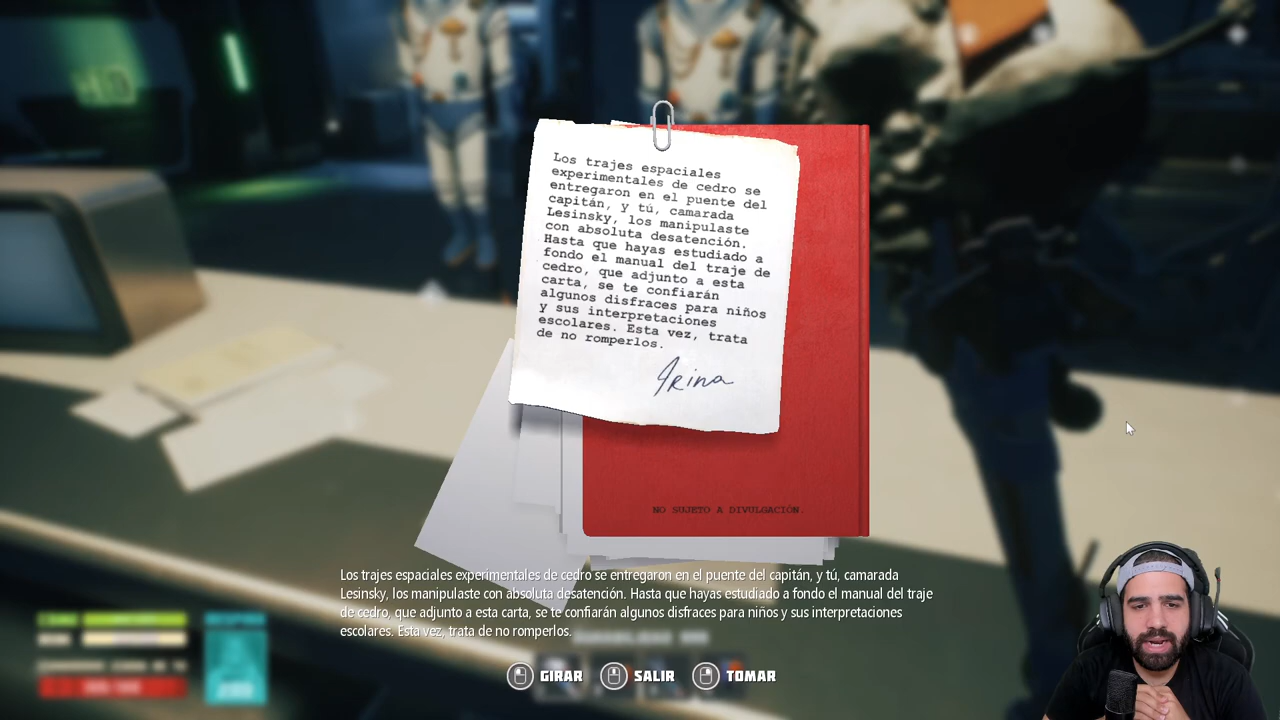 Los trajes espaciales
experimentales de cedro se
entregaron en el puente del
capitán, y tú, camarada
Lesinsky, los manipulaste
con absoluta desatención.
Hasta que hayas estudiado a
fondo el manual del traje de
cedro, que adjunto a esta
carta, se te confiarán
algunos disfraces para niños
y sus interpretaciones
escolares. Esta vez, trata
de no romperlos.
Irina
NO SUJETO A DIVULGACIÓN.
Los trajes espaciales experimentales de cedro se entregaron en el puente del capitán, y tú, camarada
Lesinsky, los manipulaste con absoluta desatención. Hasta que hayas estudiado a fondo el manual del traje
de cedro, que adjunto a esta carta, se te confiarán algunos disfraces para niños y sus interpretaciones
escolares. Esta vez, trata de no romperlos.
GIRAR SALIR TOMAR